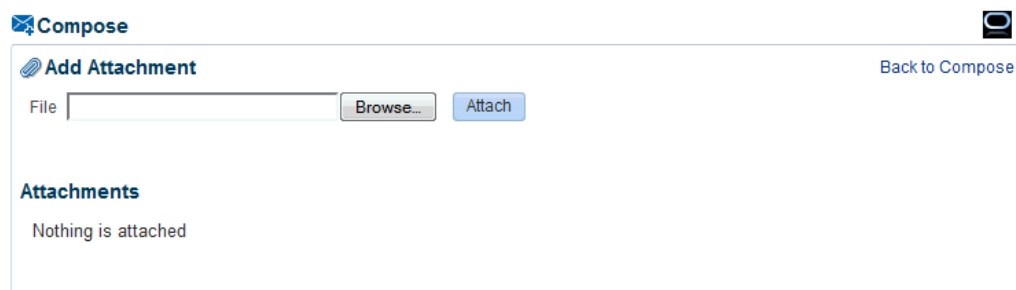 Compose
Add Attachment Back to Compose
File Browse... Attach
Attachments
Nothing is attached